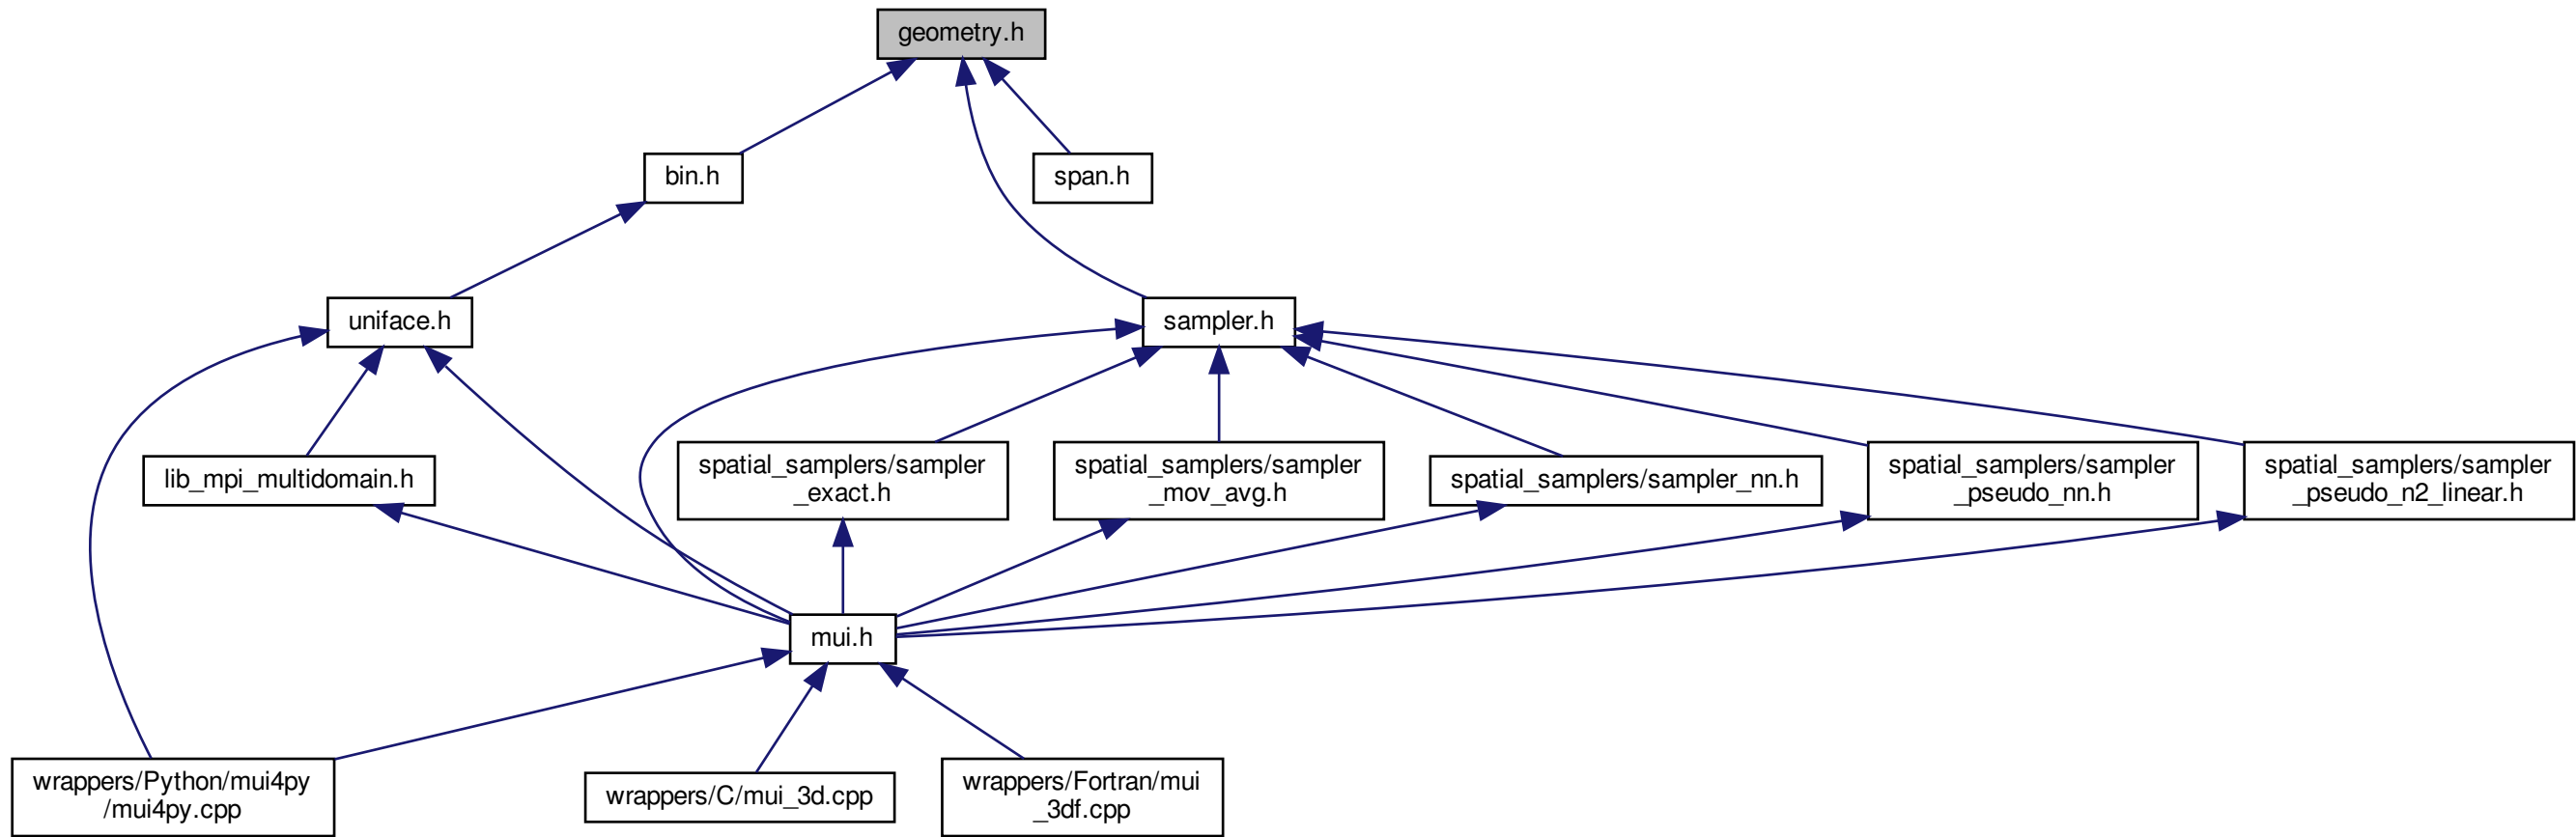 geometry.h
bin.h
span.h
uniface.h
sampler.h
lib_mpi_multidomain.h
spatial_samplers/sampler
_exact.h
spatial_samplers/sampler
_mov_avg.h
spatial_samplers/sampler_nn.h
spatial_samplers/sampler
_pseudo_nn.h
spatial_samplers/sampler
_pseudo_n2_linear.h
mui.h
wrappers/Python/mui4py
/mui4py.cpp
wrappers/C/mui_3d.cpp
wrappers/Fortran/mui
_3df.cpp